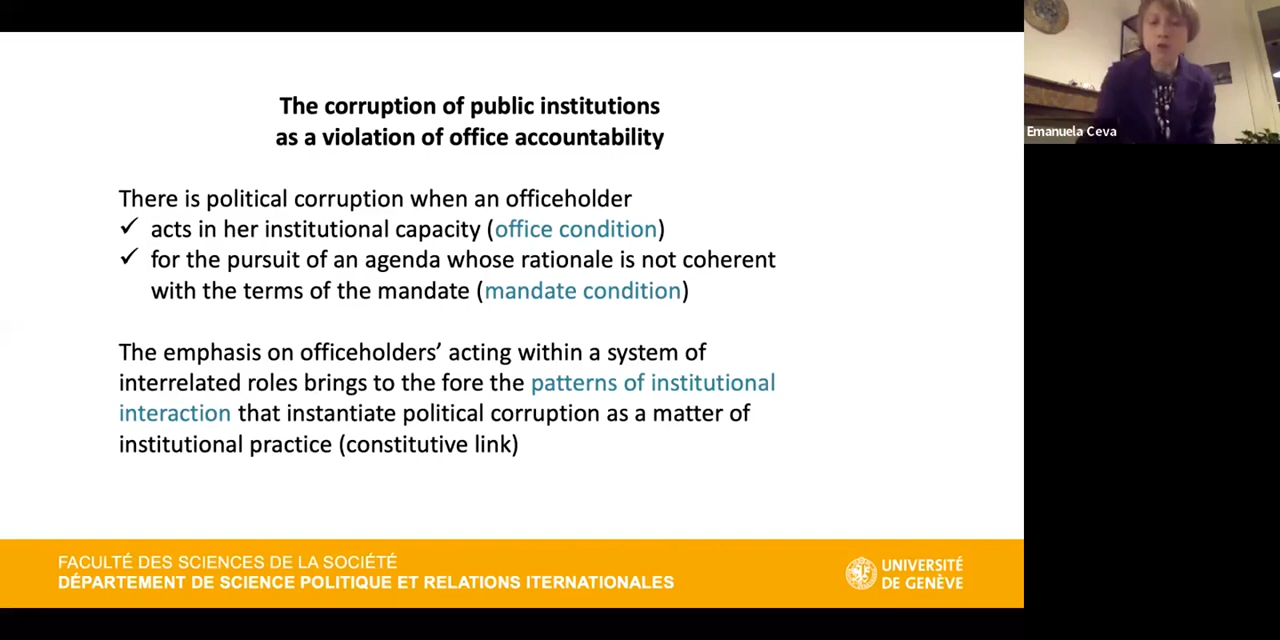 The corruption of public institutions
as a violation of office accountability
There is political corruption when an officeholder
✓ acts in her institutional capacity (office condition)
✓ for the pursuit of an agenda whose rationale is not coherent
with the terms of the mandate (mandate condition)
The emphasis on officeholders' acting within a system of
interrelated roles brings to the fore the patterns of institutional
interaction that instantiate political corruption as a matter of
institutional practice (constitutive link)
FACULTÉ DES SCIENCES DE LA SOCIÉTÉ
DÉPARTEMENT DE SCIENCE POLITIQUE ET RELATIONS ITERNATIONALES
UNIVERSITÉ
DE GENÈVE
Emanuela Ceva